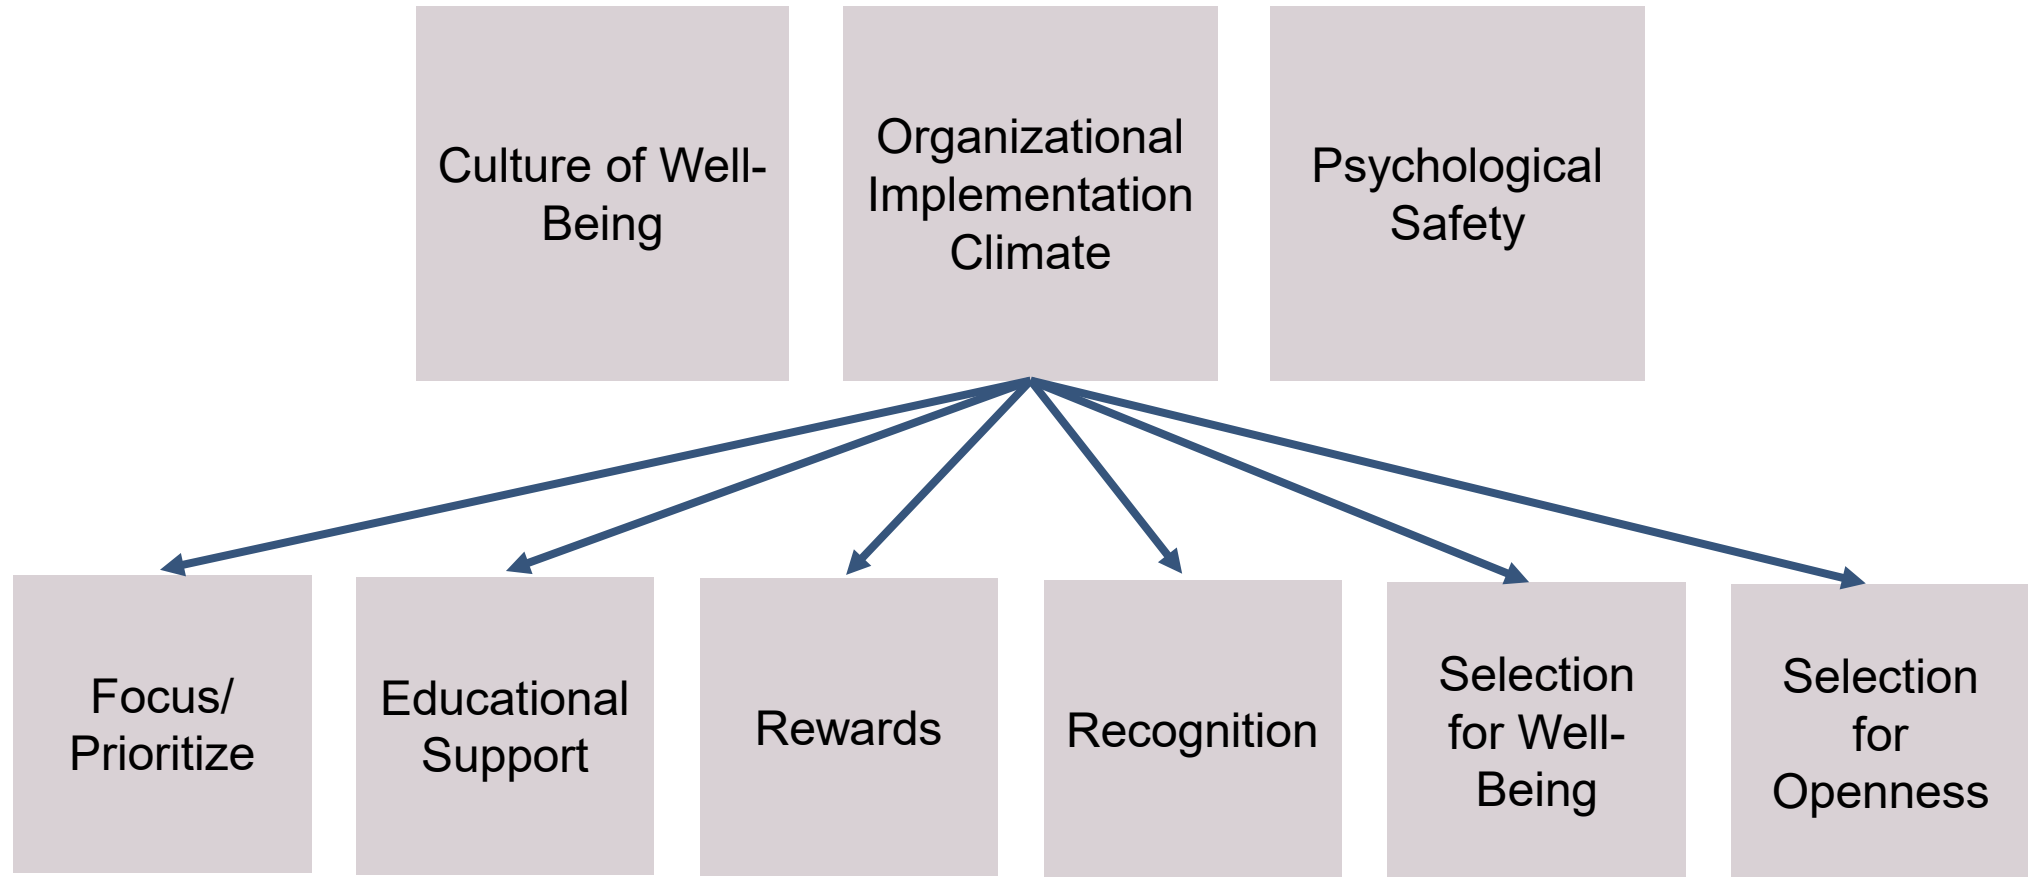 Culture of Well-
Being
Organizational
Implementation
Climate
Psychological
Safety
Focus/
Prioritize
Educational
Support
Rewards
Recognition
Selection
for Well-
Being
Selection
for
Openness